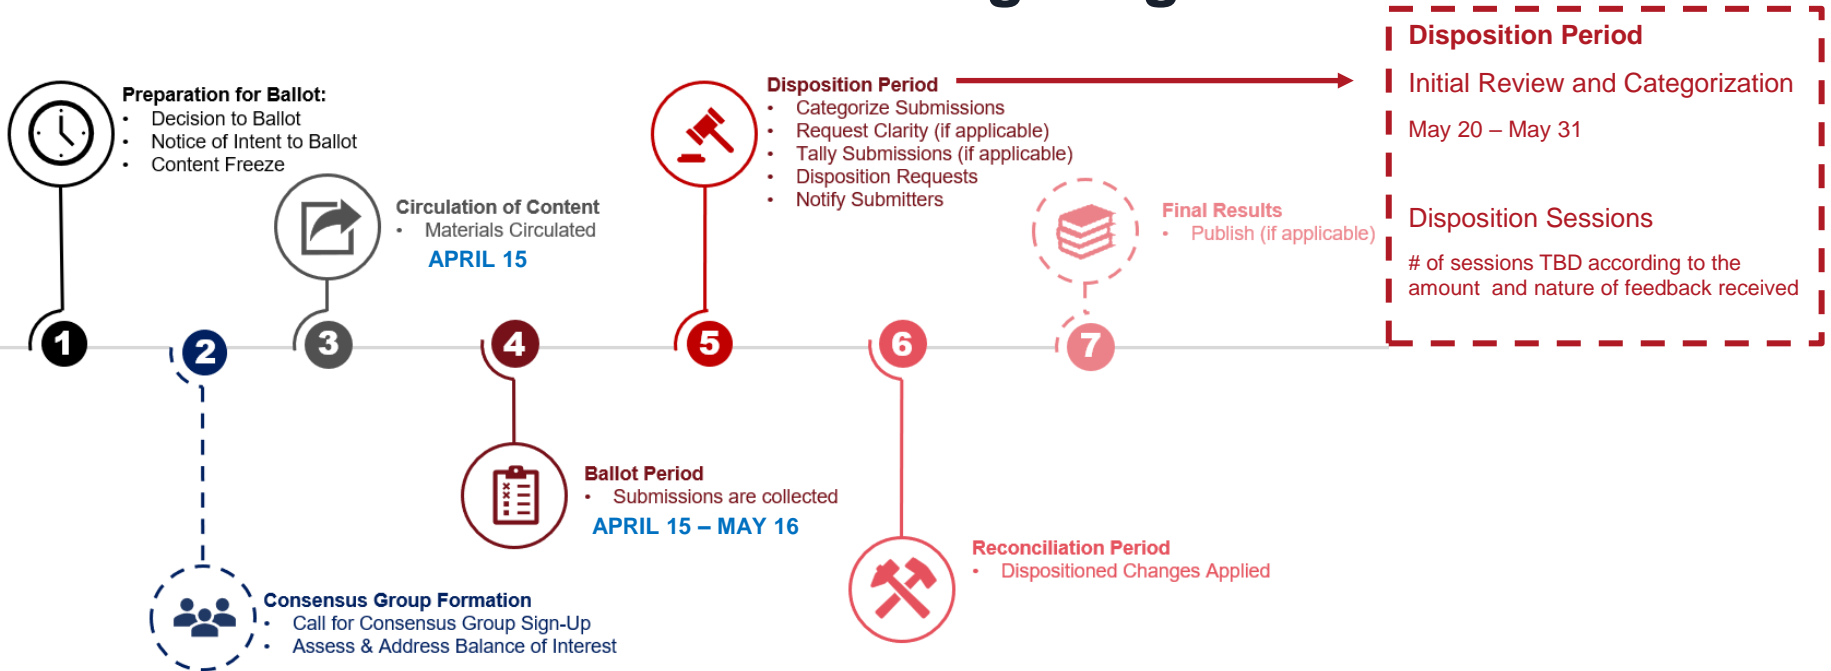 Preparation for Ballot:
• Decision to Ballot
• Notice of Intent to Ballot
• Content Freeze
Circulation of Content
• Materials Circulated
APRIL 15
Disposition Period
• Categorize Submissions
• Request Clarity (if applicable)
• Tally Submissions (if applicable)
• Disposition Requests
• Notify Submitters
Final Results
• Publish (if applicable)
Disposition Period
Initial Review and Categorization
May 20 – May 31
Disposition Sessions
# of sessions TBD according to the
amount and nature of feedback received
1
2
3
4
5
6
7
Ballot Period
• Submissions are collected
APRIL 15 – MAY 16
Reconciliation Period
• Dispositioned Changes Applied
Consensus Group Formation
• Call for Consensus Group Sign-Up
• Assess & Address Balance of Interest